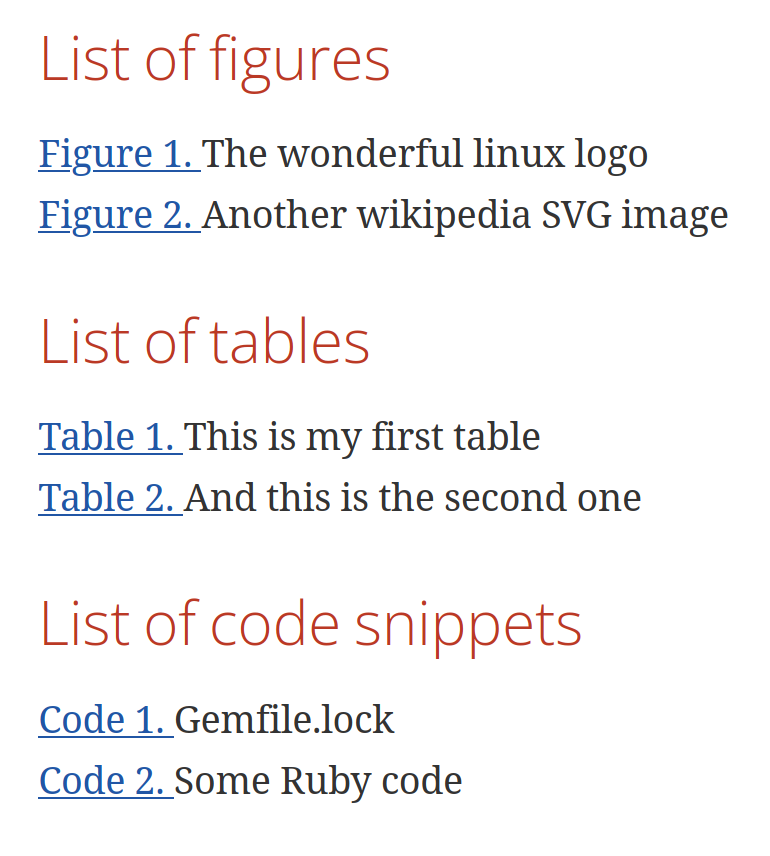 List of figures
Figure 1. The wonderful linux logo
Figure 2. Another wikipedia SVG image
List of tables
Table 1. This is my first table
Table 2. And this is the second one
List of code snippets
Code 1. Gemfile.lock
Code 2. Some Ruby code